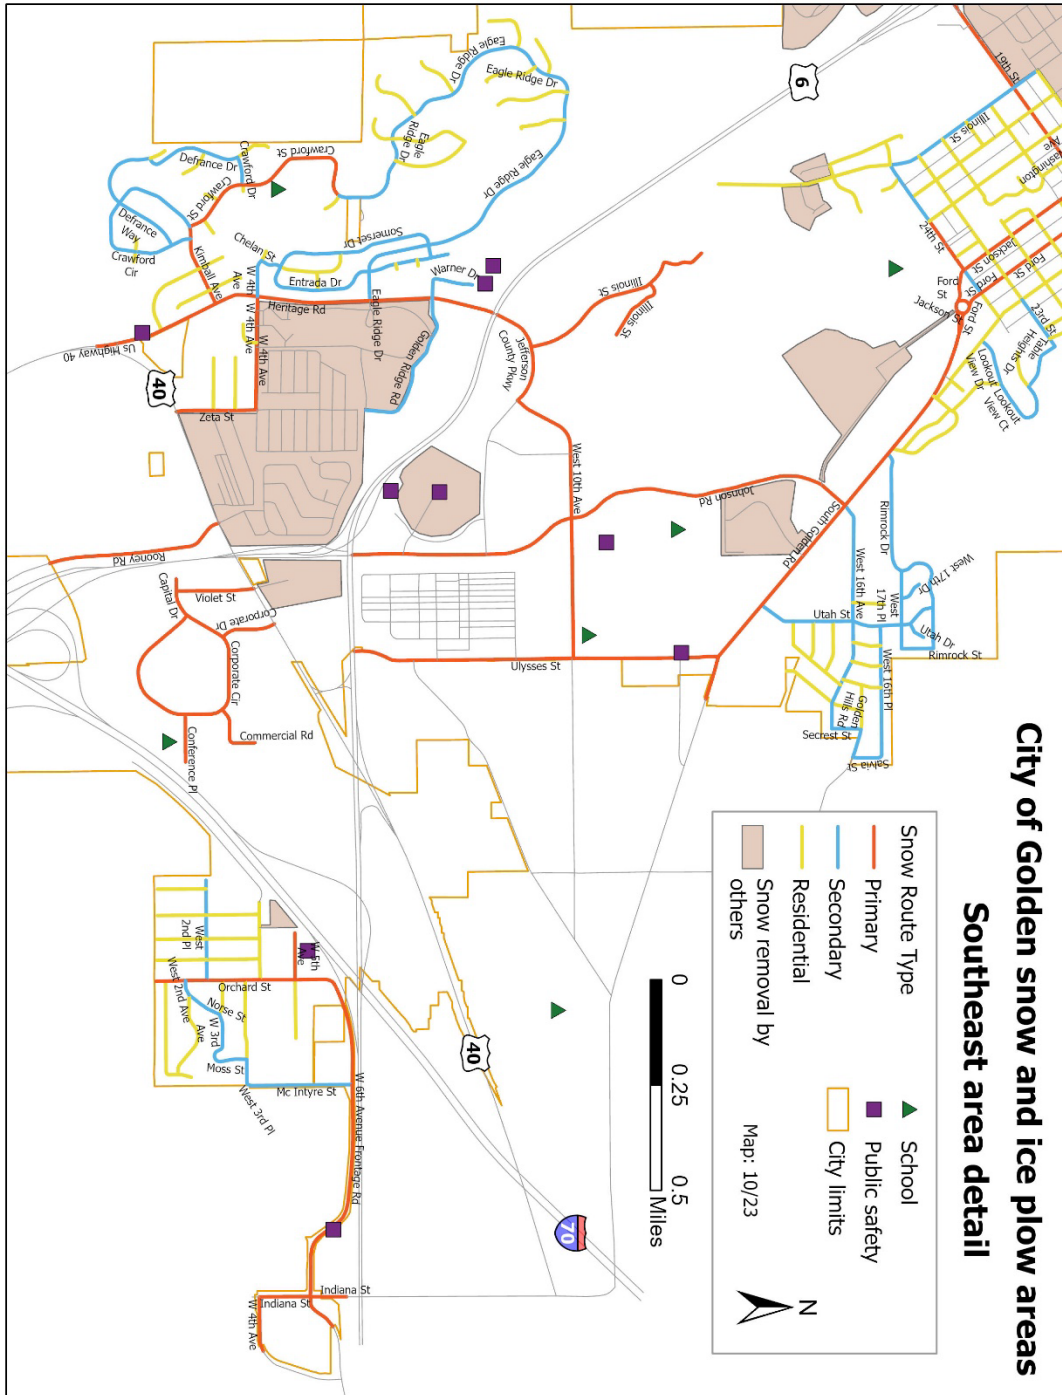 City of Golden snow and ice plow areas
Southeast area detail
Snow Route Type
Primary
Secondary
Residential
Snow removal by
others
School
Public safety
City limits
Map: 10/23
0
0.25
0.5
Miles
N
6
40
40
70
19th St
Illinois St
Washington
Ave
24th St
Jackson St
Ford St
Ford
St
Ford
St
Jackson St
Ford St
23rd St
Table
Heights Dr
Lookout
View Dr
Lookout
View Ct
Eagle Ridge Dr
Eagle Ridge Dr
Eagle
Ridge Dr
Eagle Ridge Dr
Crawford St
Crawford Dr
Defrance Dr
Crawford St
Defrance
Way
Crawford
Cir
Kimball Ave
Chelan St
Somerset Dr
Entrada Dr
Warner Dr
W 4th
Ave
W 4th Ave
W 4th Ave
Heritage Rd
Eagle Ridge Dr
Golden Ridge Rd
Us Highway 40
Zeta St
Illinois St
Illinois St
Jefferson
County Pkwy
West 10th Ave
Johnson Rd
South Golden Rd
Rimrock Dr
West 16th Ave
West 17th Dr
West
17th Pl
Utah St
Utah Dr
Rimrock St
West 16th Pl
Golden
Hills Rd
Secrest St
Salvia St
Ulysses St
Rooney Rd
Violet St
Capital Dr
Corporate Dr
Corporate Cir
Commercial Rd
Conference Pl
West
2nd Pl
W 6th
Ave
Orchard St
West 2nd Ave
Norse St
W 3rd
Ave
Moss St
Mc Intyre St
West 3rd Pl
W 6th Avenue Frontage Rd
Indiana St
Indiana St
W 4th Ave